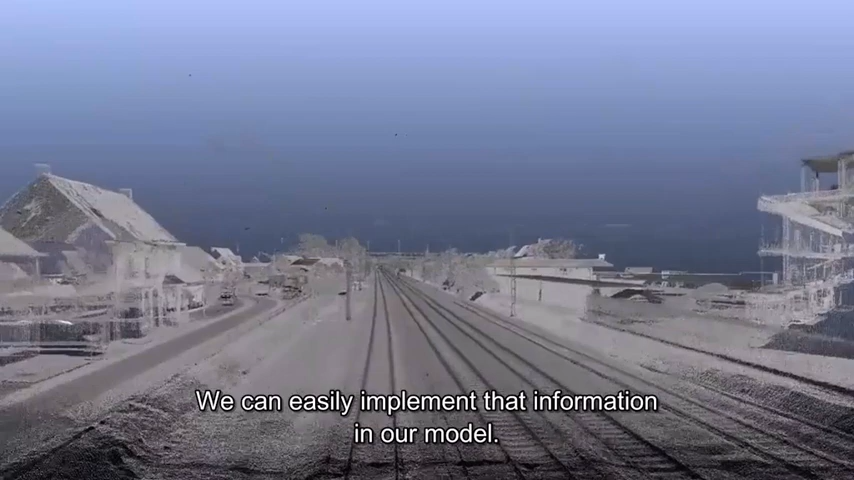 We can easily implement that information
in our model.